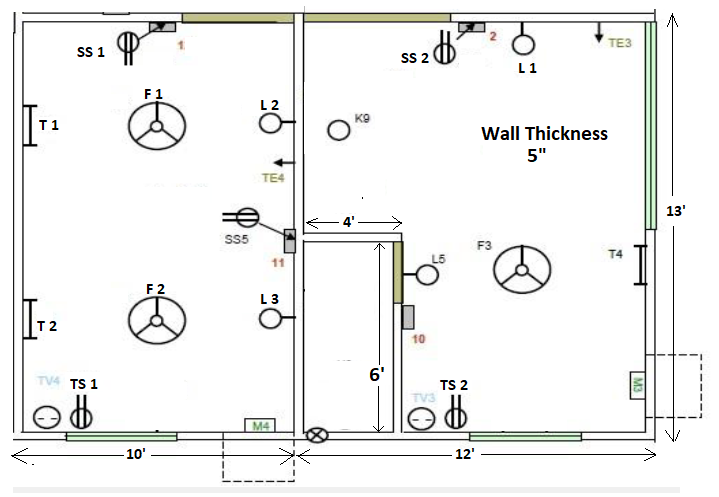 SS 1
1
SS 2
2
L 1
TE3
F 1
T 1
L 2
K9
Wall Thickness
5"
TE4
SS5
4'
13'
11
L5
F3
T4
F 2
T 2
L 3
10
6'
TV4
TS 1
M4
TV3
TS 2
M3
10'
12'